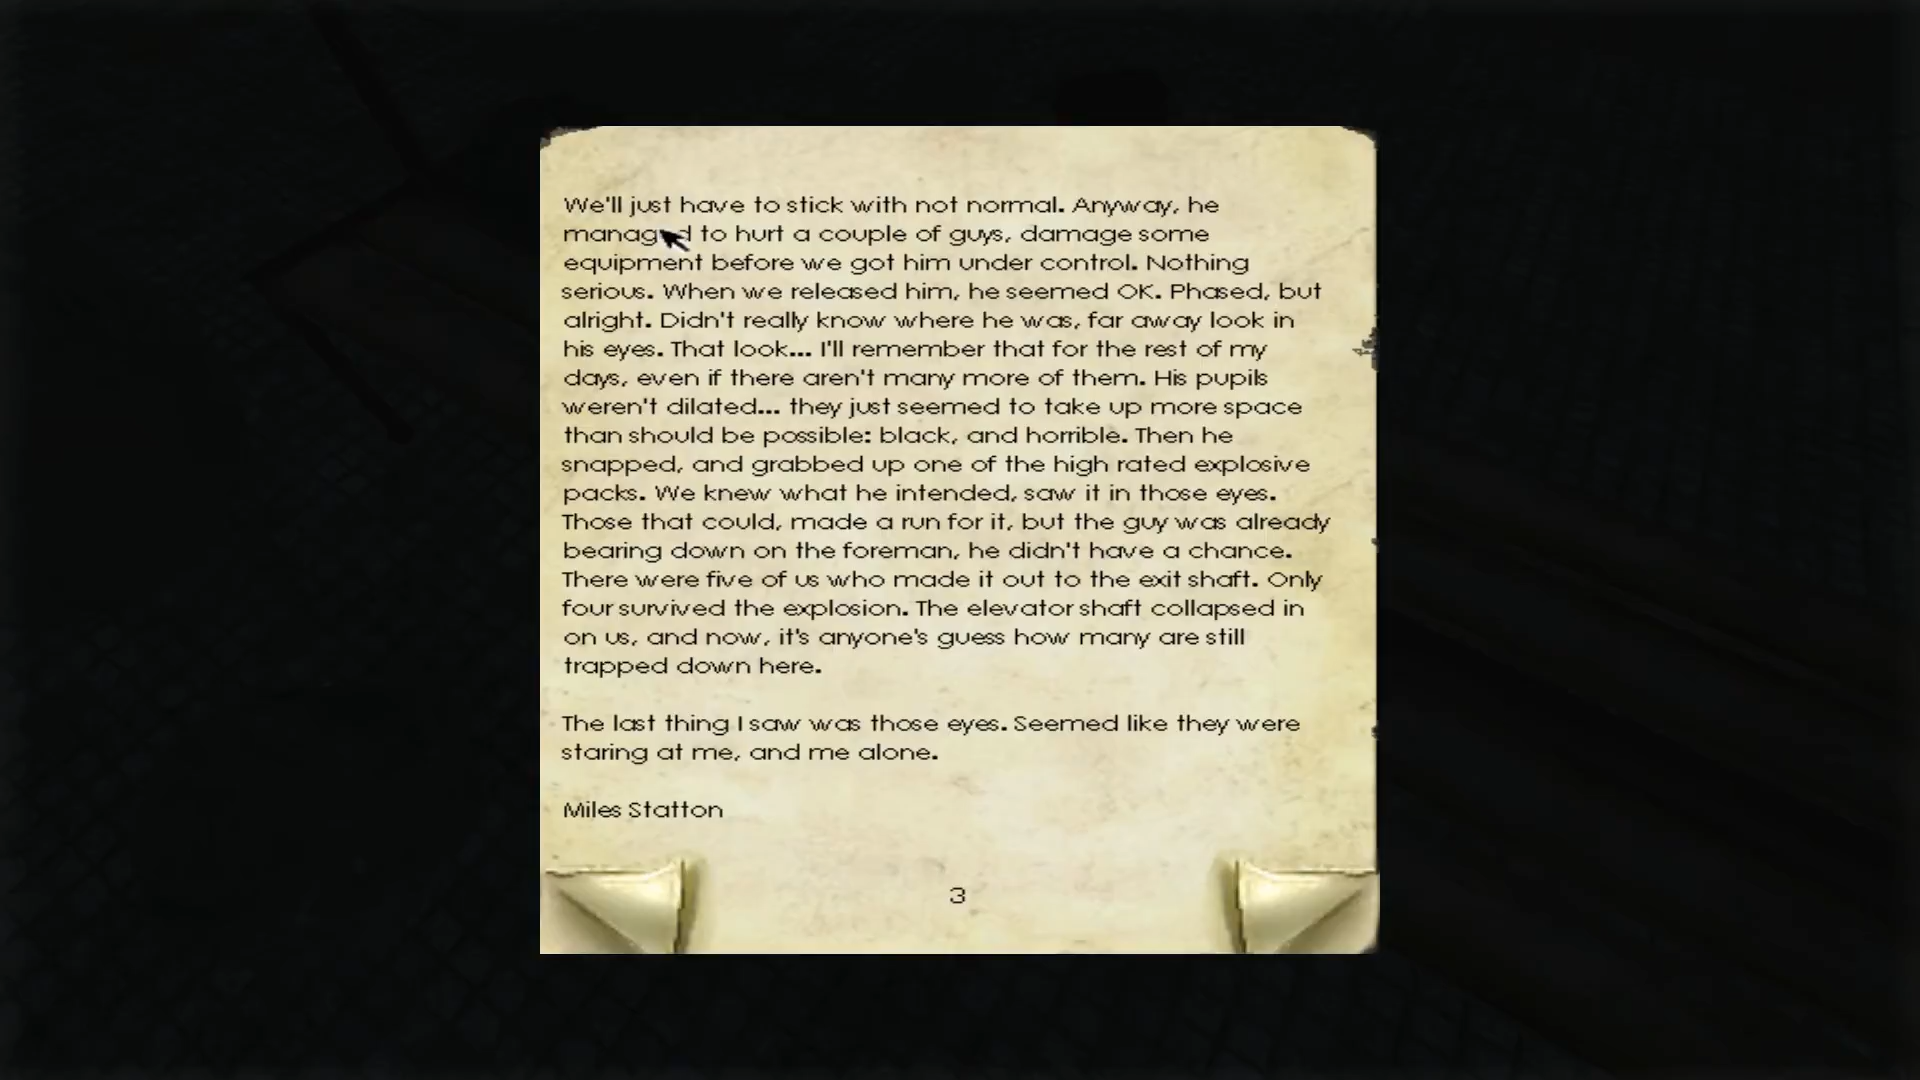 We'll just have to stick with not normal. Anyway, he
managed to hurt a couple of guys, damage some
equipment before we got him under control. Nothing
serious. When we released him, he seemed OK. Phased, but
alright. Didn't really know where he was, far away look in
his eyes. That look... I'll remember that for the rest of my
days, even if there aren't many more of them. His pupils
weren't dilated... they just seemed to take up more space
than should be possible: black, and horrible. Then he
snapped, and grabbed up one of the high rated explosive
packs. We knew what he intended, saw it in those eyes.
Those that could, made a run for it, but the guy was already
bearing down on the foreman, he didn't have a chance.
There were five of us who made it out to the exit shaft. Only
four survived the explosion. The elevator shaft collapsed in
on us, and now, it's anyone's guess how many are still
trapped down here.
The last thing I saw was those eyes. Seemed like they were
staring at me, and me alone.
Miles Statton
3